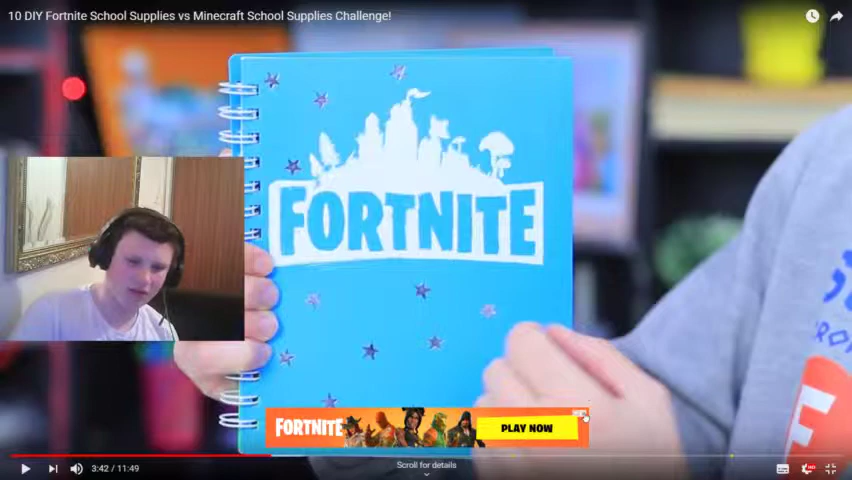 10 DIY Fortnite School Supplies vs Minecraft School Supplies Challenge!
FORTNITE
FORTNITE
PLAY NOW
3:42 / 11:49
Scroll for details